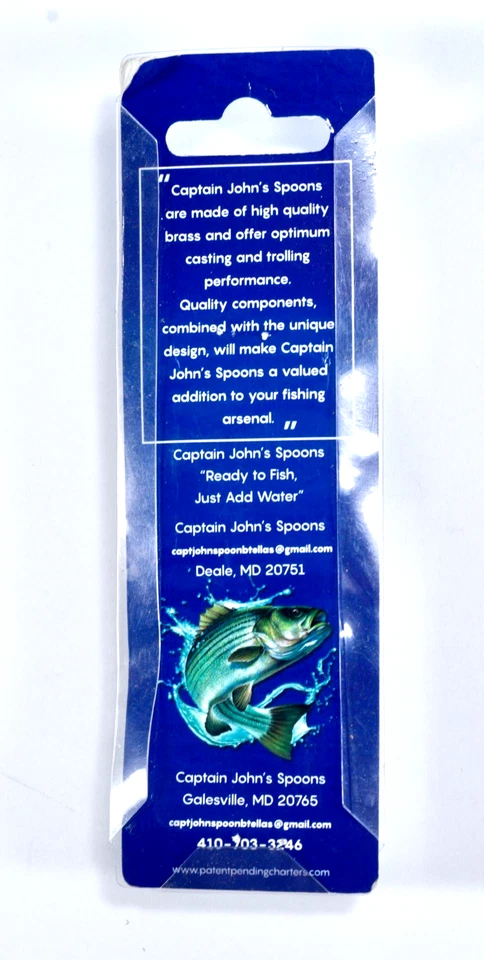 “ Captain John's Spoons
are made of high quality
brass and offer optimum
casting and trolling
performance.
Quality components,
combined with the unique
design, will make Captain
John's Spoons a valued
addition to your fishing
arsenal. ”
Captain John's Spoons
“Ready to Fish,
Just Add Water”
Captain John's Spoons
captjohnspoonbtellas@gmail.com
Deale, MD 20751
Captain John's Spoons
Galesville, MD 20765
captjohnspoonbtellas@gmail.com
410-703-3246
www.patentpendingcharters.com